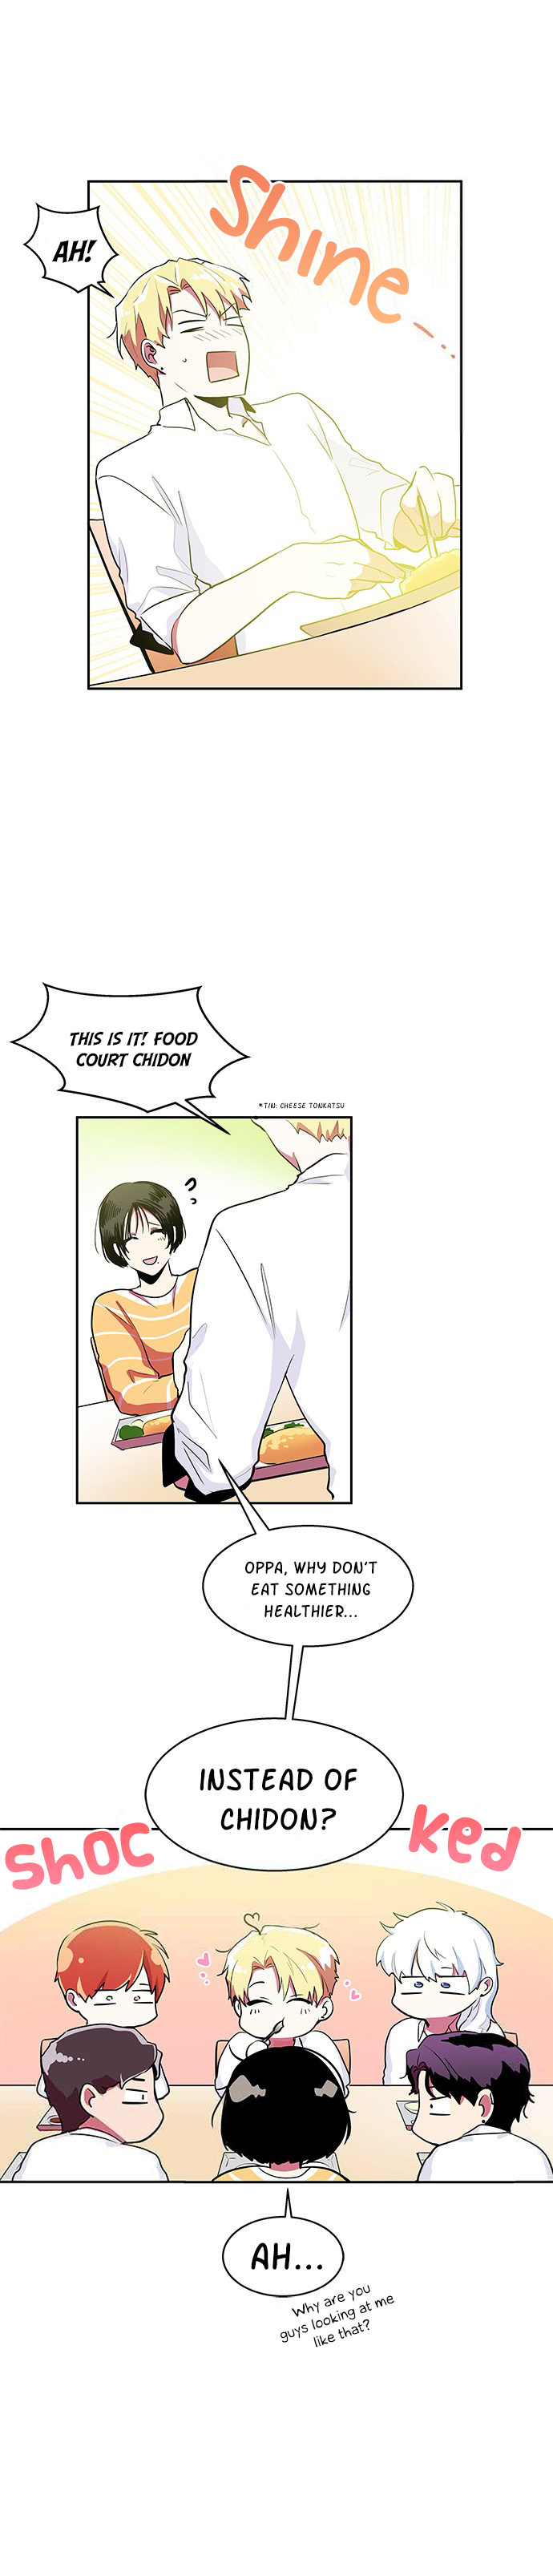 Shine
AH!
THIS IS IT! FOOD
COURT CHIDON
*T/N: CHEESE TONKATSU
OPPA, WHY DON'T
EAT SOMETHING
HEALTHIER...
INSTEAD OF
CHIDON?
shoc ked
AH...
Why are you
guys looking at me
like that?